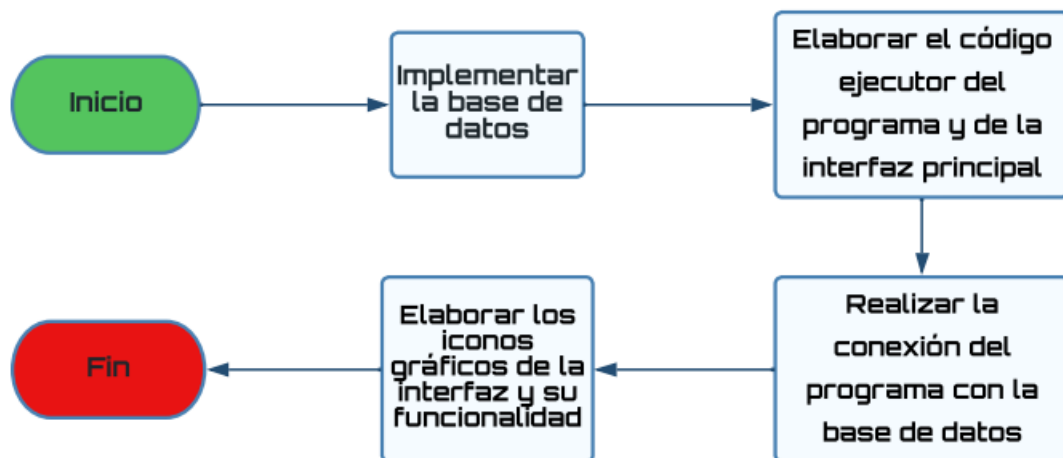 Inicio
Implementar
la base de
datos
Elaborar el código
ejecutor del
programa y de la
interfaz principal
Realizar la
conexión del
programa con la
base de datos
Elaborar los
iconos
gráficos de la
interfaz y su
funcionalidad
Fin